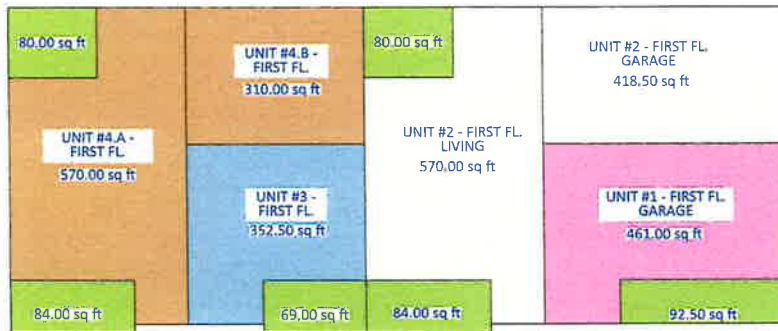 80.00 sq ft
UNIT #4.B -
FIRST FL.
310.00 sq ft
80.00 sq ft
UNIT #2 - FIRST FL.
GARAGE
418.50 sq ft
UNIT #4.A -
FIRST FL.
570.00 sq ft
UNIT #2 - FIRST FL.
LIVING
570.00 sq ft
UNIT #3 -
FIRST FL.
352.50 sq ft
UNIT #1 - FIRST FL.
GARAGE
461.00 sq ft
84.00 sq ft
69.00 sq ft
84.00 sq ft
92.50 sq ft